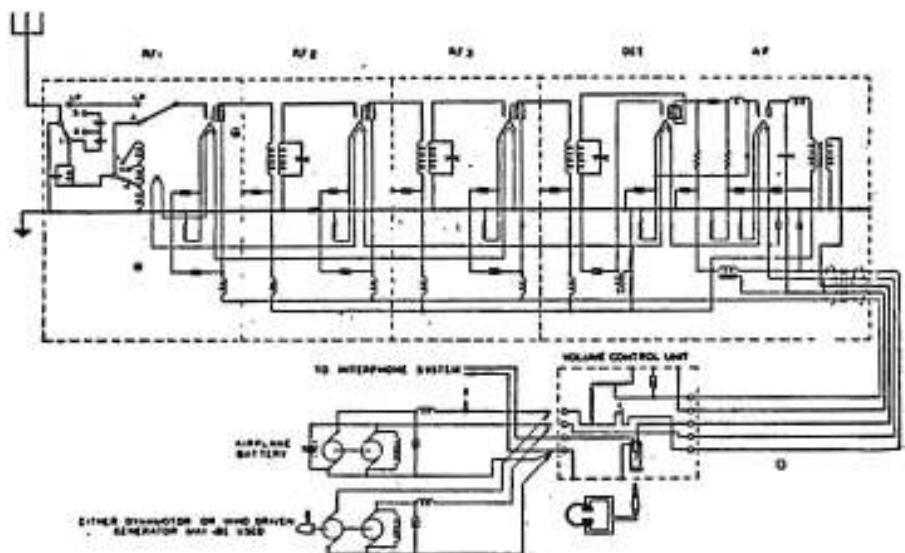 RF1 RF2 RF3 DET AF
VOLUME CONTROL UNIT
TO INTERPHONE SYSTEM
AIRPLANE
BATTERY
EITHER DYNAMOTOR OR WIND DRIVEN
GENERATOR MAY BE USED